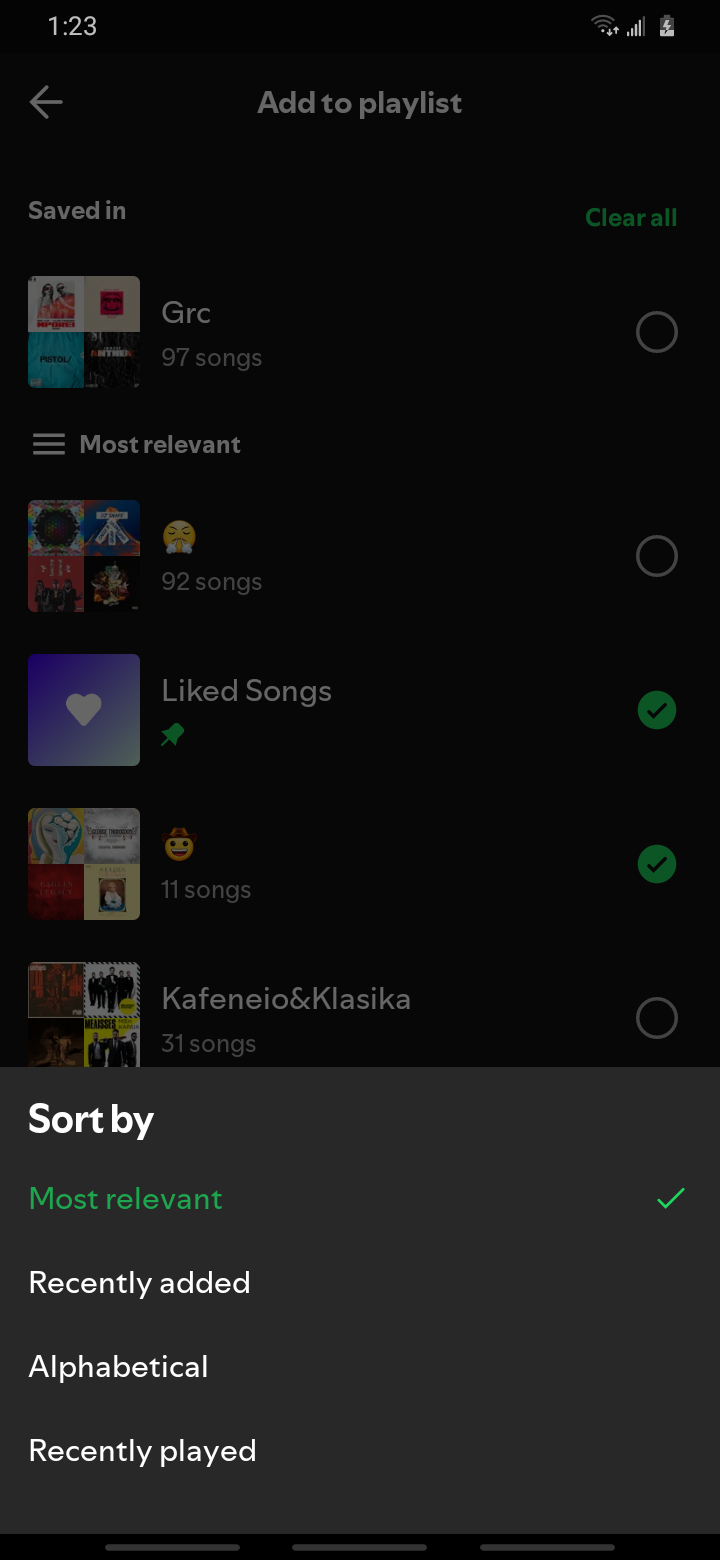 1:23
Add to playlist
Saved in
Clear all
Grc
97 songs
PISTOL/
Most relevant
😤
92 songs
Liked Songs
🤠
11 songs
Kafeneio&Klasika
31 songs
Sort by
Most relevant
Recently added
Alphabetical
Recently played